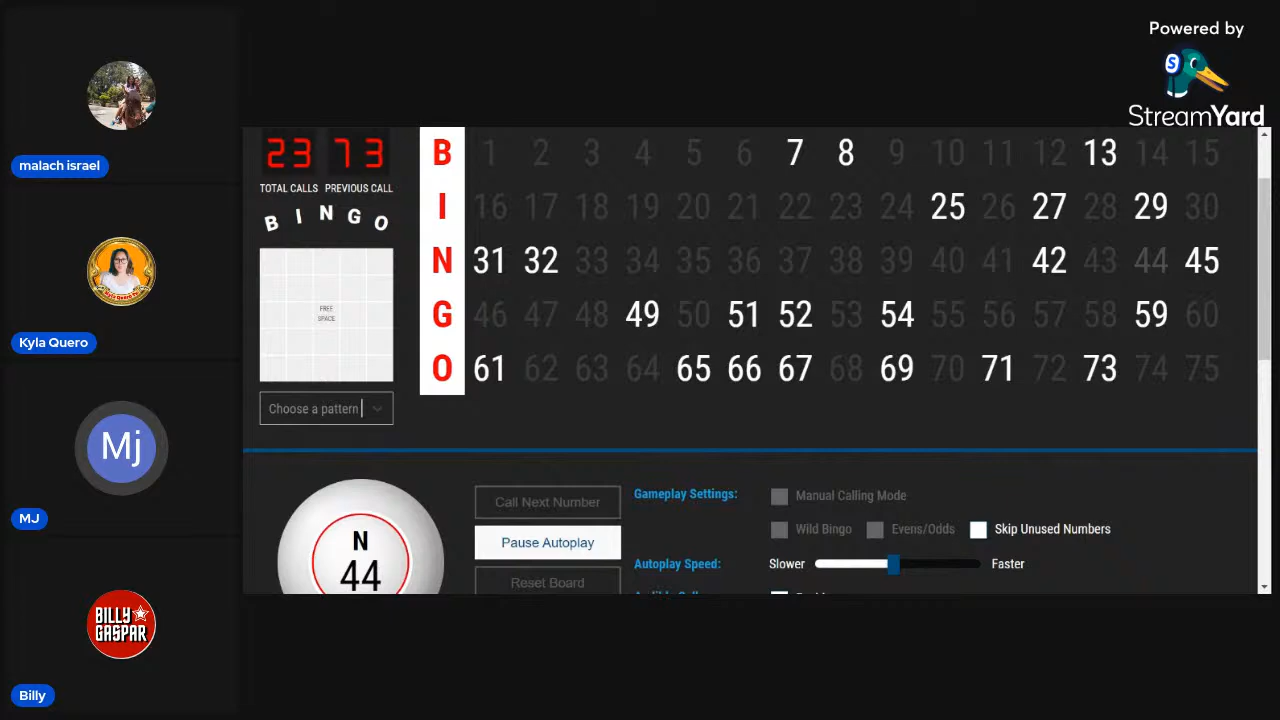 Powered by
StreamYard
malach israel
Kyla Quero
Mj
MJ
BILLY
GASPAR
Billy
23 73
TOTAL CALLS PREVIOUS CALL
BINGO
FREE
SPACE
Choose a pattern
B 1 2 3 4 5 6 7 8 9 10 11 12 13 14 15
I 16 17 18 19 20 21 22 23 24 25 26 27 28 29 30
N 31 32 33 34 35 36 37 38 39 40 41 42 43 44 45
G 46 47 48 49 50 51 52 53 54 55 56 57 58 59 60
O 61 62 63 64 65 66 67 68 69 70 71 72 73 74 75
N
44
Call Next Number
Pause Autoplay
Reset Board
Gameplay Settings: Manual Calling Mode
Wild Bingo Evens/Odds Skip Unused Numbers
Autoplay Speed: Slower Faster